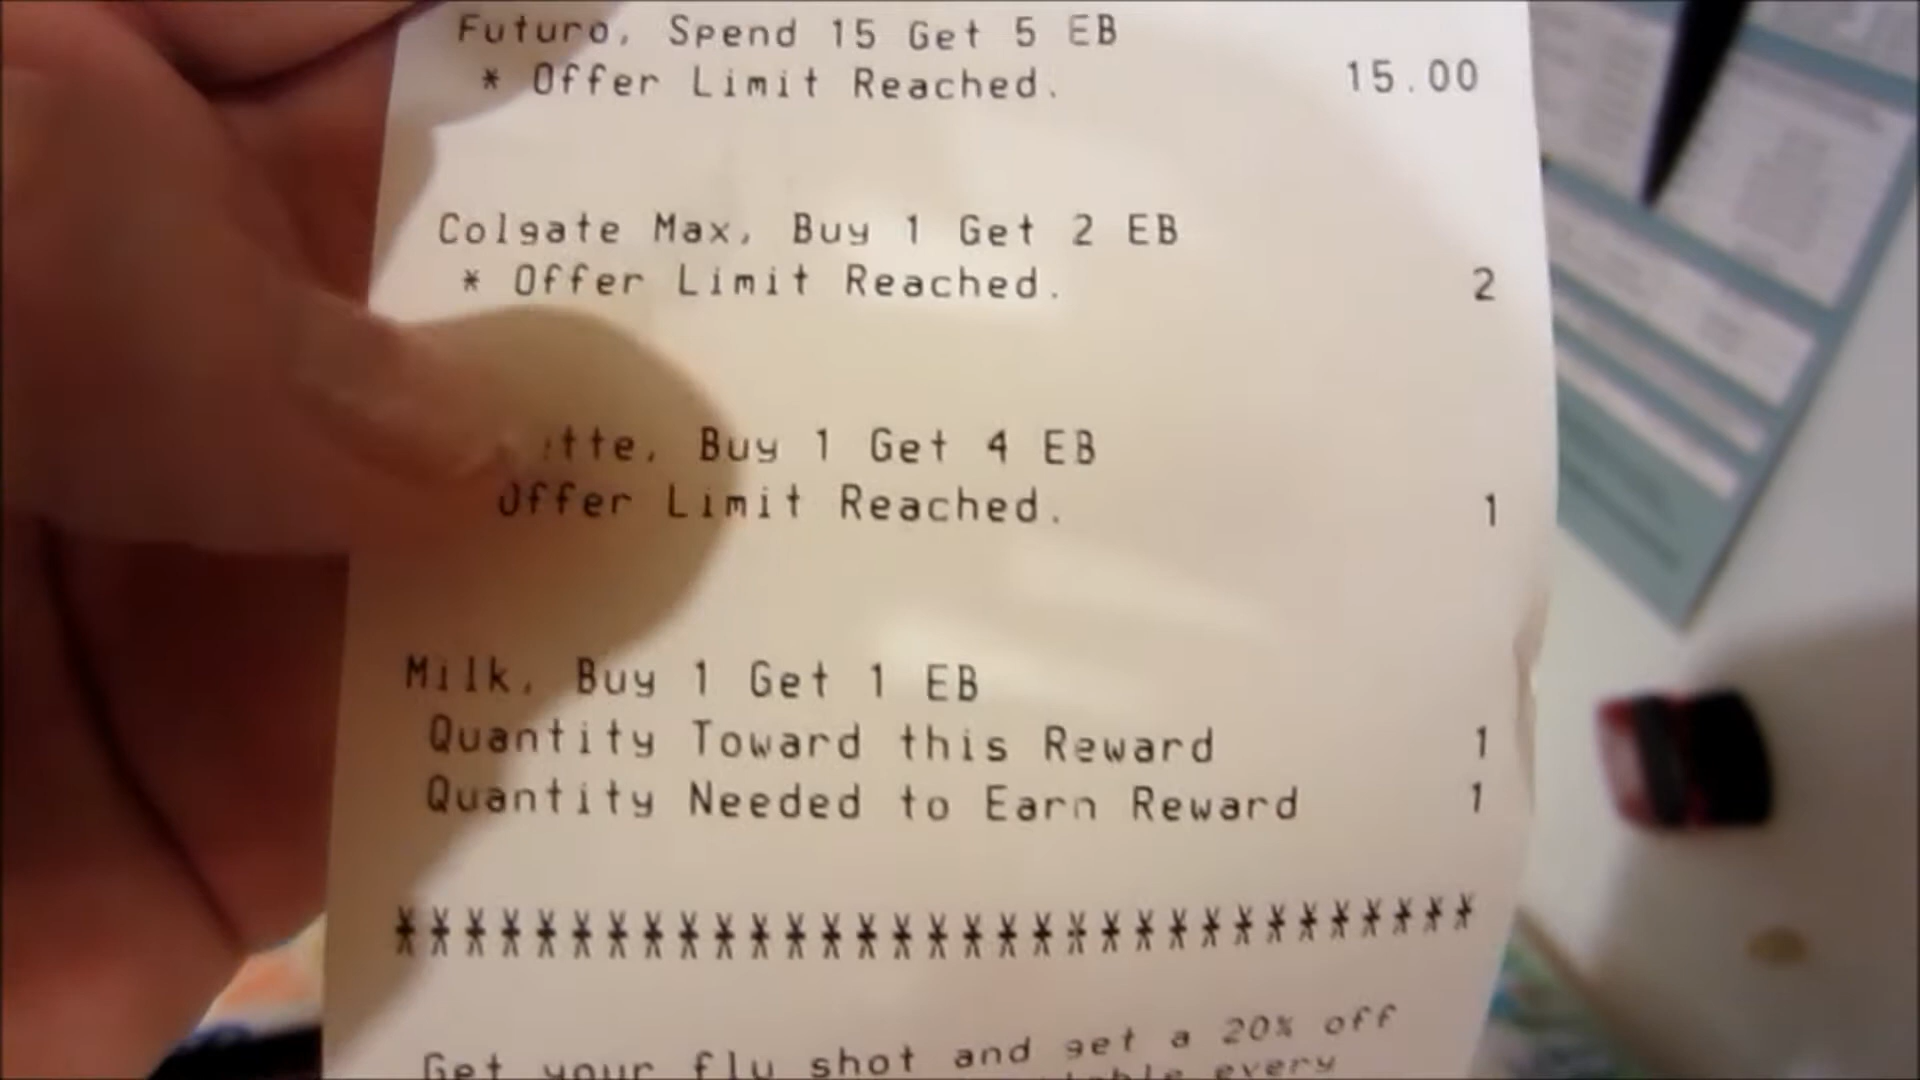 Futuro, Spend 15 Get 5 EB
* Offer Limit Reached. 15.00
Colgate Max, Buy 1 Get 2 EB
* Offer Limit Reached. 2
Buy 1 Get 4 EB
Offer Limit Reached. 1
Milk, Buy 1 Get 1 EB
Quantity Toward this Reward 1
Quantity Needed to Earn Reward 1
*******************************
Get your flu shot and get a 20% off
every